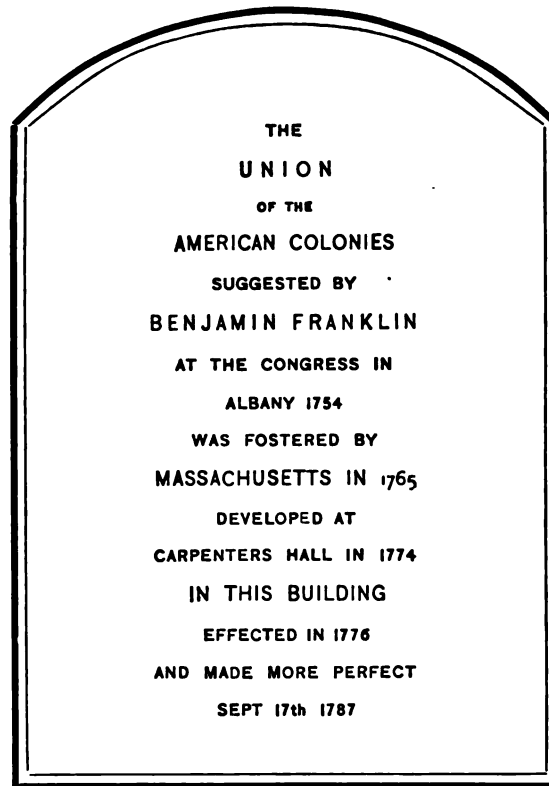 THE
UNION
OF THE
AMERICAN COLONIES
SUGGESTED BY
BENJAMIN FRANKLIN
AT THE CONGRESS IN
ALBANY 1754
WAS FOSTERED BY
MASSACHUSETTS IN 1765
DEVELOPED AT
CARPENTERS HALL IN 1774
IN THIS BUILDING
EFFECTED IN 1776
AND MADE MORE PERFECT
SEPT 17th 1787